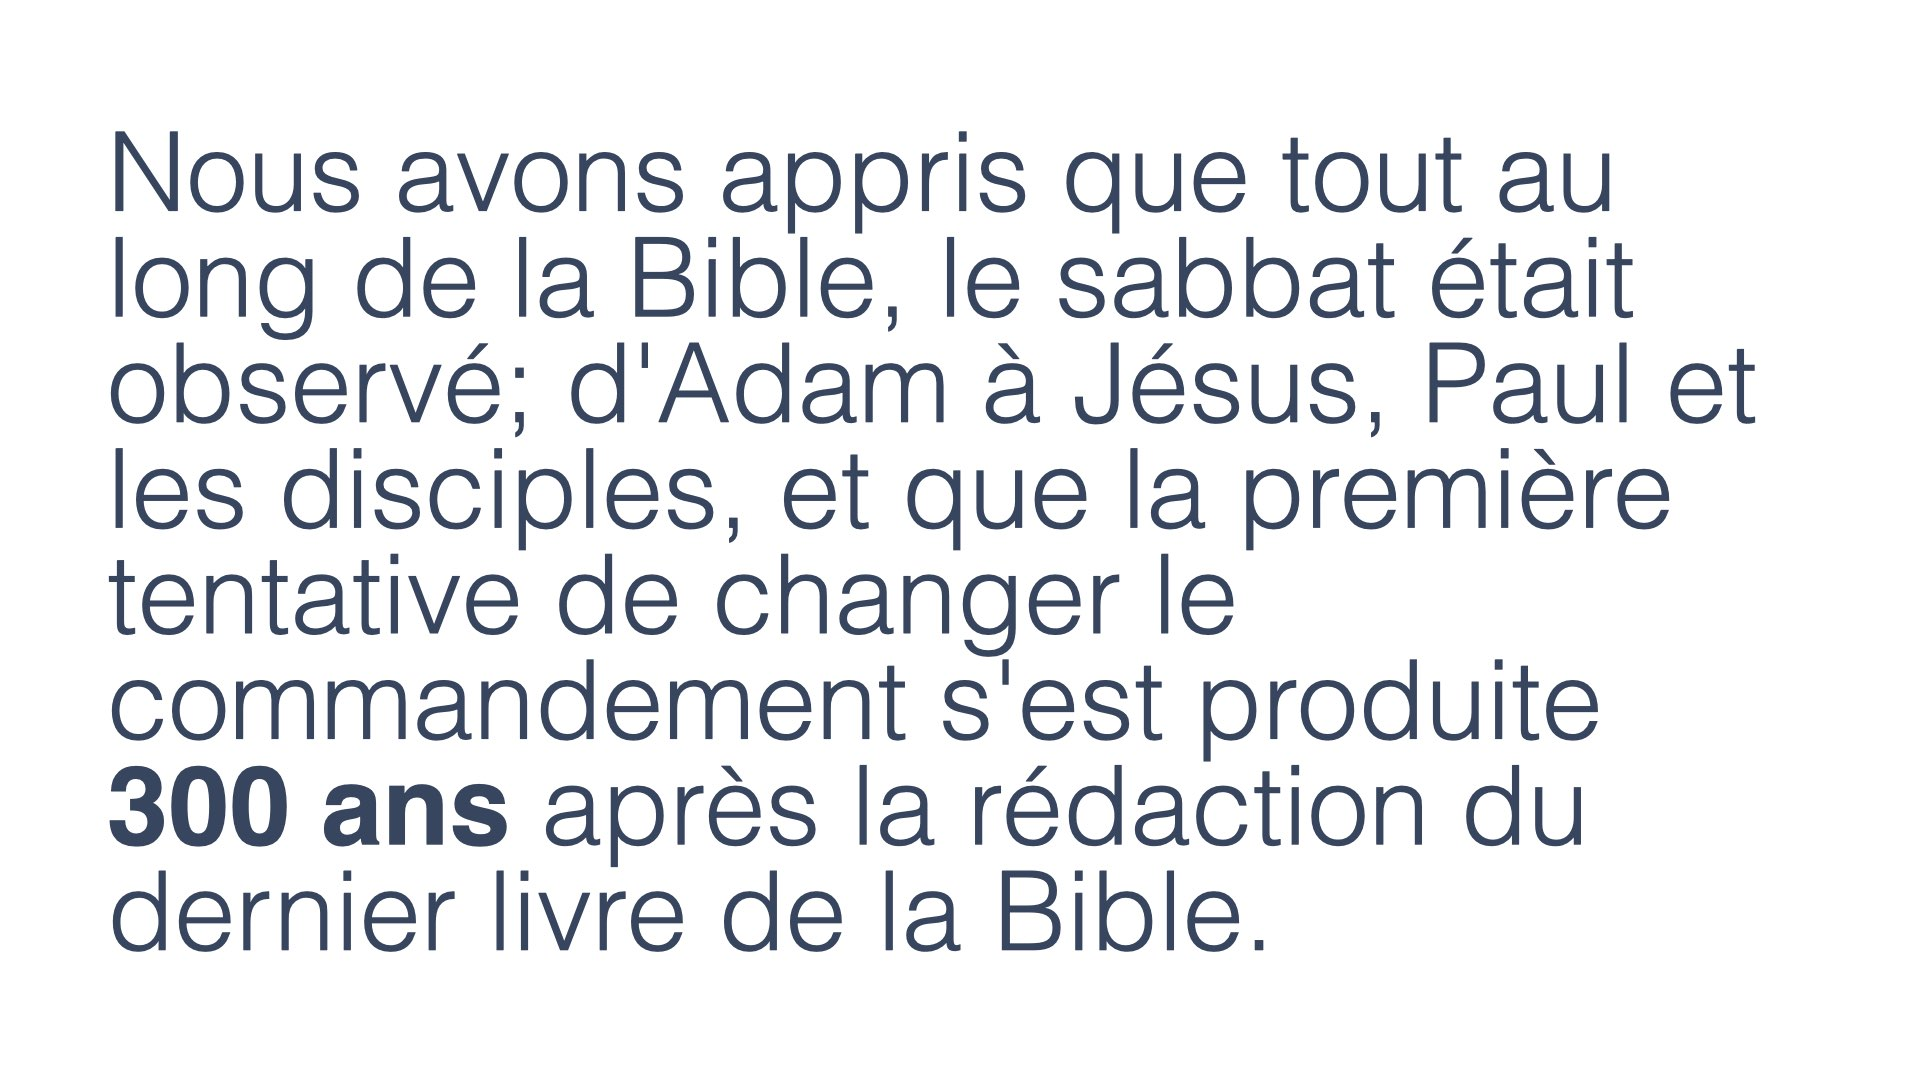 Nous avons appris que tout au
long de la Bible, le sabbat était
observé; d'Adam à Jésus, Paul et
les disciples, et que la première
tentative de changer le
commandement s'est produite
300 ans après la rédaction du
dernier livre de la Bible.